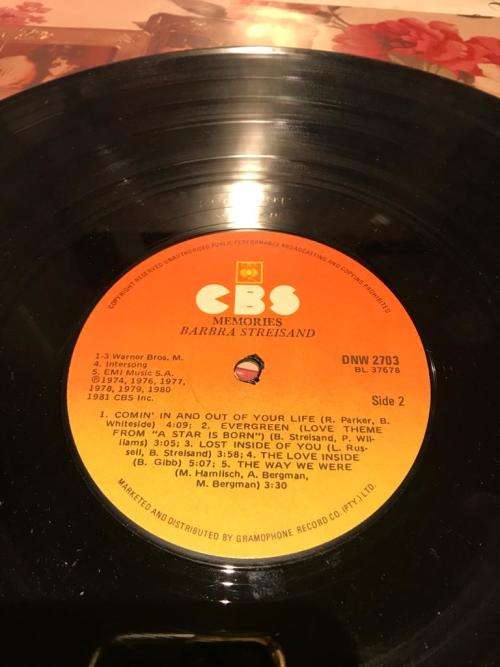 COPYRIGHT RESERVED UNAUTHORISED PUBLIC PERFORMANCE BROADCASTING AND COPYING PROHIBITED
CBS
MEMORIES
BARBRA STREISAND
1-3 Warner Bros. M.
4. Intersong
5. EMI Music S.A.
℗1974, 1976, 1977,
1978, 1979, 1980
1981 CBS Inc.
DNW 2703
BL 37678
Side 2
1. COMIN' IN AND OUT OF YOUR LIFE (R. Parker, B.
Whiteside) 4:09; 2. EVERGREEN (LOVE THEME
FROM "A STAR IS BORN") (B. Streisand, P. Wil-
liams) 3:05; 3. LOST INSIDE OF YOU (L. Rus-
sell, B. Streisand) 3:58; 4. THE LOVE INSIDE
(B. Gibb) 5:07; 5. THE WAY WE WERE
(M. Hamlisch, A. Bergman,
M. Bergman) 3:30
MARKETED AND DISTRIBUTED BY GRAMOPHONE RECORD CO. (PTY.) LTD.